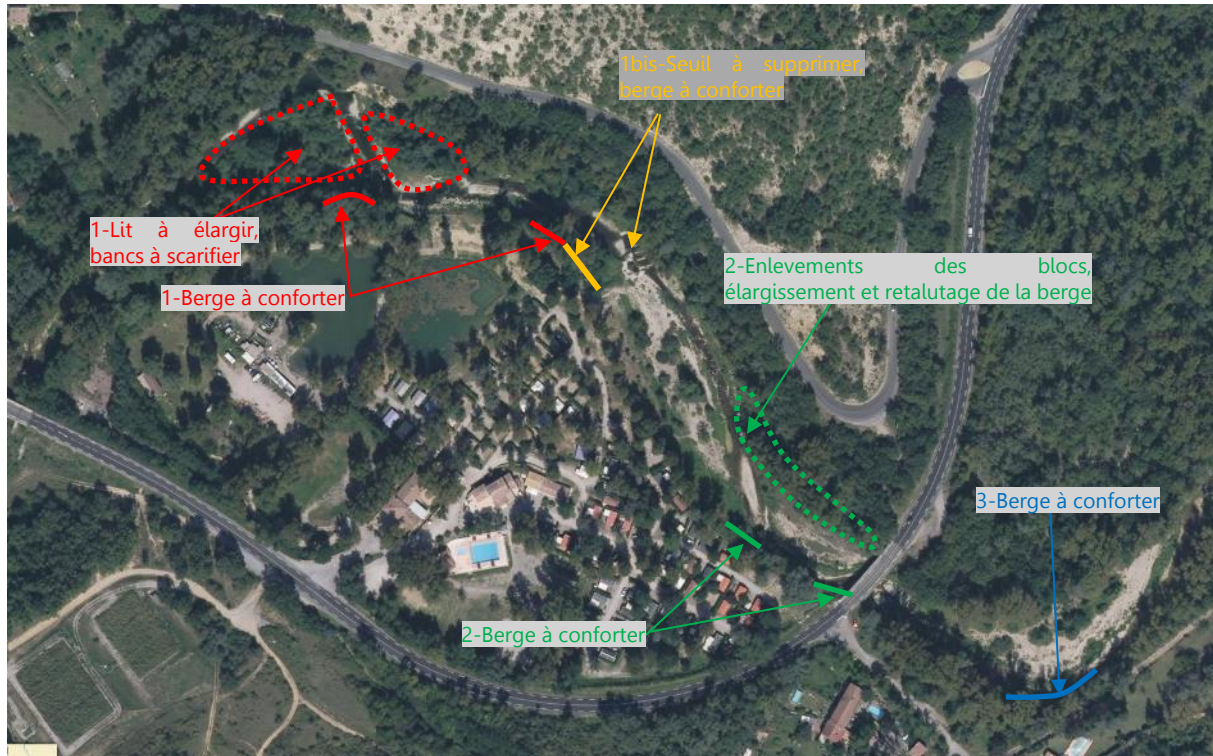 1bis-Seuil à supprimer,
berge à conforter
1-Lit à élargir,
bancs à scarifier
1-Berge à conforter
2-Enlevements des blocs,
élargissement et retalutage de la berge
3-Berge à conforter
2-Berge à conforter